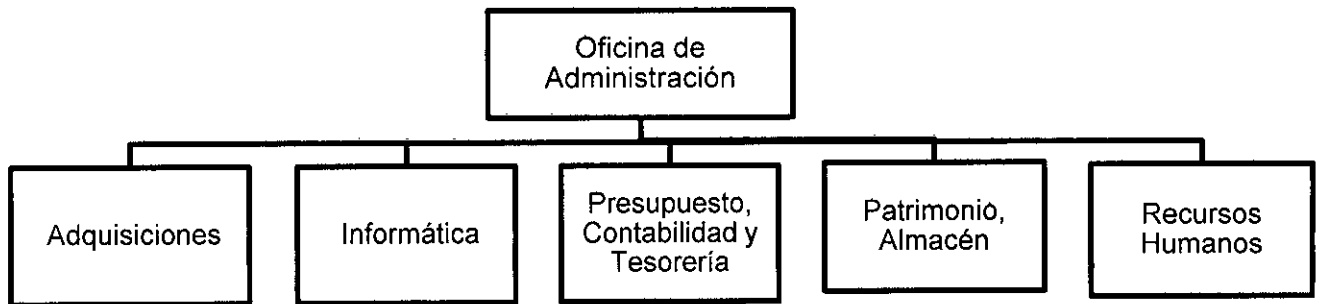 Oficina de
Administración
Adquisiciones
Informática
Presupuesto,
Contabilidad y
Tesorería
Patrimonio,
Almacén
Recursos
Humanos